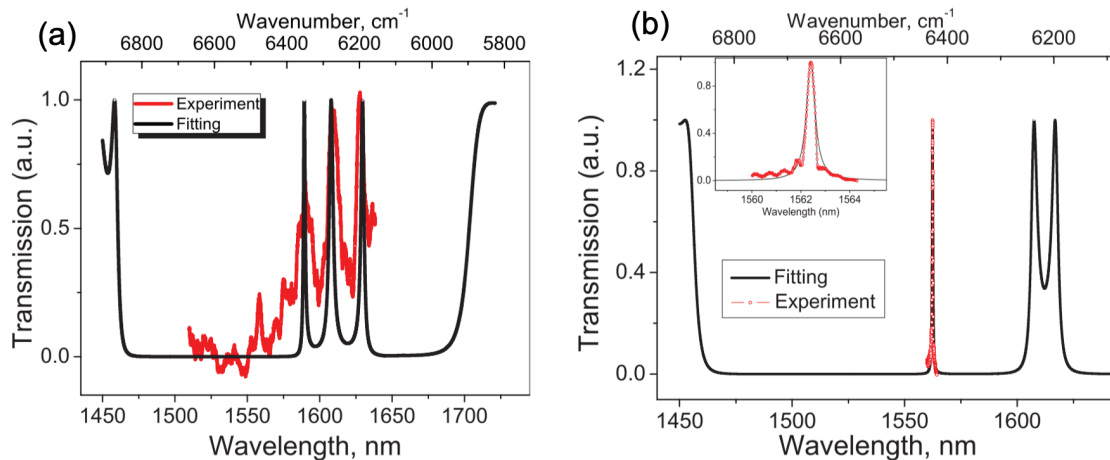 (a)
Wavenumber, cm-1
6800 6600 6400 6200 6000 5800
Transmission (a.u.)
1.0
0.5
0.0
Experiment
Fitting
1450 1500 1550 1600 1650 1700
Wavelength, nm
(b)
Wavenumber, cm-1
6800 6600 6400 6200
Transmission (a.u.)
1.2
0.8
0.4
0.0
0.8
0.4
0.0
1560 1562 1564
Wavelength (nm)
Fitting
Experiment
1450 1500 1550 1600
Wavelength, nm